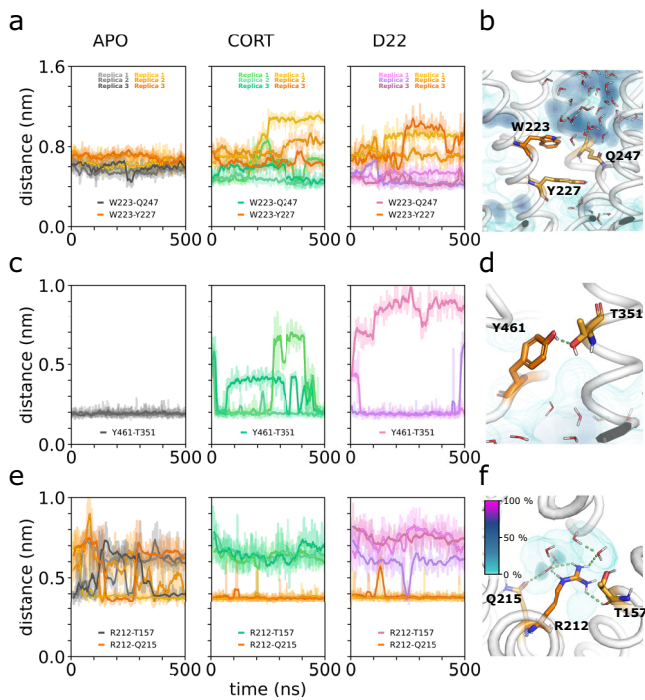 a
APO
CORT
D22
b
distance (nm)
1.6
0.8
0.0
Replica 1 Replica 1
Replica 2 Replica 2
Replica 3 Replica 3
W223-Q247
W223-Y227
0
500
Replica 1 Replica 1
Replica 2 Replica 2
Replica 3 Replica 3
W223-Q247
W223-Y227
0
500
Replica 1 Replica 1
Replica 2 Replica 2
Replica 3 Replica 3
W223-Q247
W223-Y227
0
500
W223
Q247
Y227
c
distance (nm)
1.0
0.5
0.0
Y461-T351
0
500
Y461-T351
0
500
Y461-T351
0
500
d
Y461
T351
e
distance (nm)
1.0
0.5
0.0
R212-T157
R212-Q215
0
500
R212-T157
R212-Q215
0
500
R212-T157
R212-Q215
0
500
time (ns)
f
100 %
0 %
Q215
R212
T157